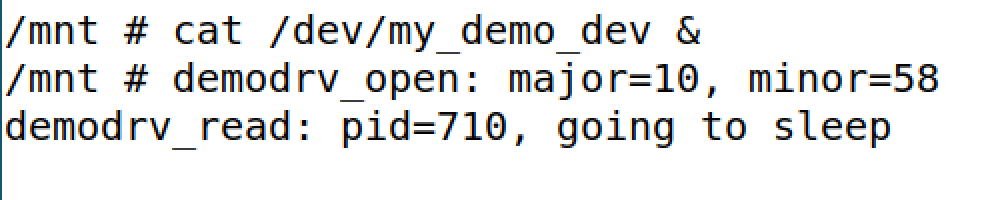 /mnt # cat /dev/my_demo_dev &
/mnt # demodrv_open: major=10, minor=58
demodrv_read: pid=710, going to sleep